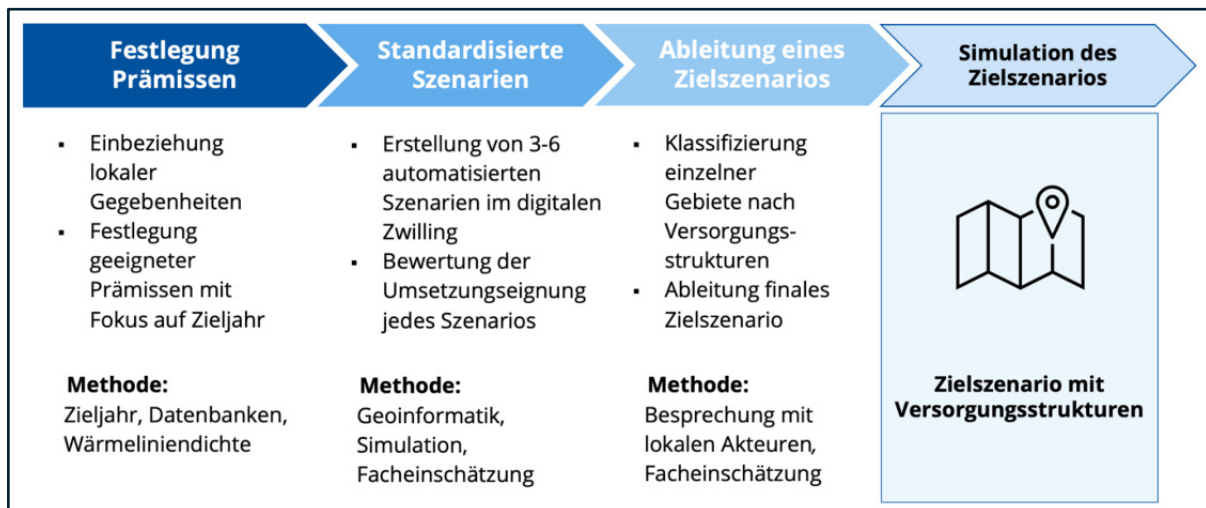 Festlegung
Prämissen
Standardisierte
Szenarien
Ableitung eines
Zielszenarios
Simulation des
Zielszenarios
▪ Einbeziehung
lokaler
Gegebenheiten
▪ Festlegung
geeigneter
Prämissen mit
Fokus auf Zieljahr
Methode:
Zieljahr, Datenbanken,
Wärmeliniendichte
▪ Erstellung von 3-6
automatisierten
Szenarien im digitalen
Zwilling
▪ Bewertung der
Umsetzungseignung
jedes Szenarios
Methode:
Geoinformatik,
Simulation,
Facheinschätzung
▪ Klassifizierung
einzelner
Gebiete nach
Versorgungs-
strukturen
▪ Ableitung finales
Zielszenario
Methode:
Besprechung mit
lokalen Akteuren,
Facheinschätzung
Zielszenario mit
Versorgungsstrukturen